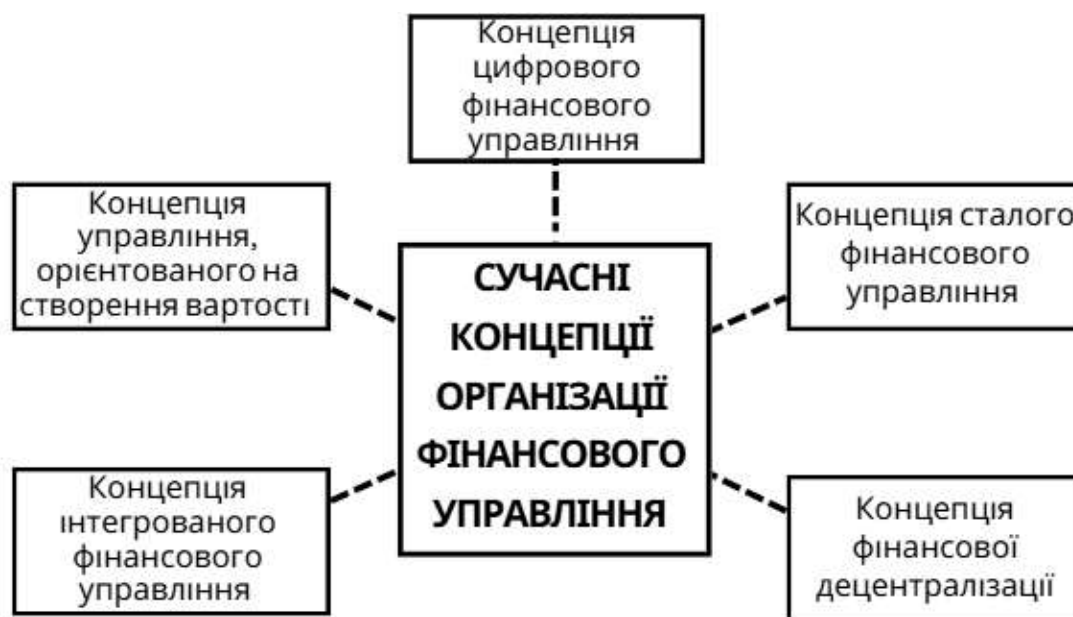 Концепція
цифрового
фінансового
управління
Концепція
управління,
орієнтованого на
створення вартості
Концепція сталого
фінансового
управління
СУЧАСНІ
КОНЦЕПЦІЇ
ОРГАНІЗАЦІЇ
ФІНАНСОВОГО
УПРАВЛІННЯ
Концепція
інтегрованого
фінансового
управління
Концепція
фінансової
децентралізації